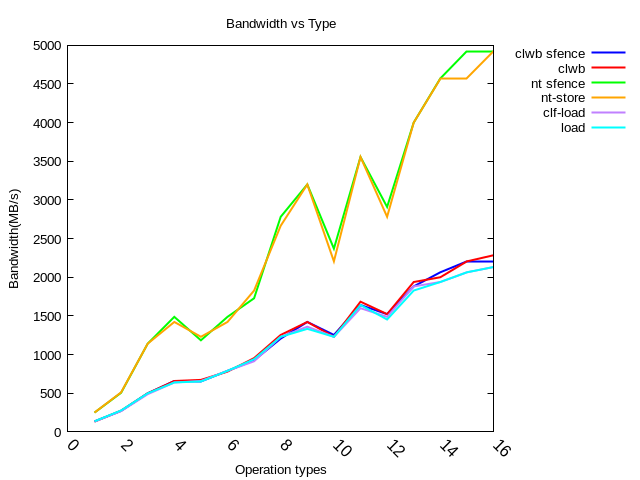 Bandwidth vs Type
5000
4500
4000
3500
3000
2500
2000
1500
1000
500
0
Bandwidth(MB/s)
0
2
4
6
8
10
12
14
16
Operation types
clwb sfence
clwb
nt sfence
nt-store
clf-load
load